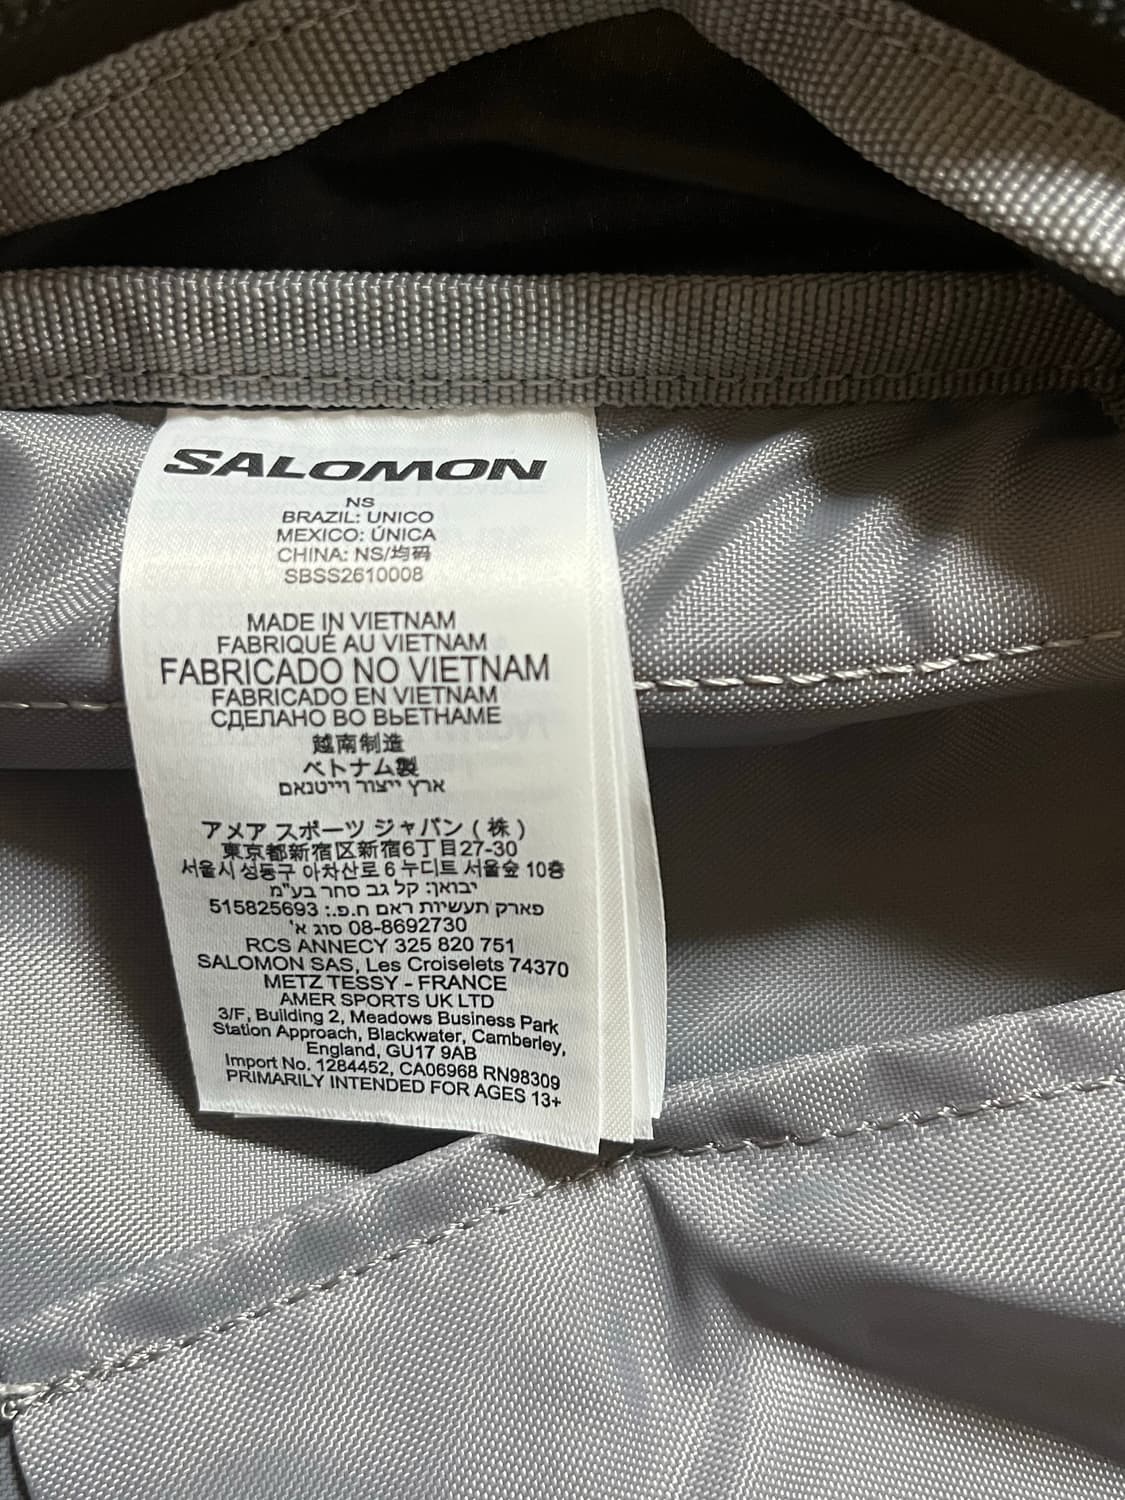 SALOMON
NS
BRAZIL: UNICO
MEXICO: ÚNICA
CHINA: NS/均码
SBSS2610008
MADE IN VIETNAM
FABRIQUÉ AU VIETNAM
FABRICADO NO VIETNAM
FABRICADO EN VIETNAM
СДЕЛАНО ВО ВЬЕТНАМЕ
越南制造
ベトナム製
ארץ ייצור וייטנאם
アメア スポーツ ジャパン ( 株 )
東京都新宿区新宿6丁目27-30
서울시 성동구 아차산로 6 누디트 서울숲 10층
יבואן: קל גב סחר בע"מ
פארק תעשיות ראם ח.פ.: 515825693
08-8692730 סוג א'
RCS ANNECY 325 820 751
SALOMON SAS, Les Croiselets 74370
METZ TESSY - FRANCE
AMER SPORTS UK LTD
3/F, Building 2, Meadows Business Park
Station Approach, Blackwater, Camberley,
England, GU17 9AB
Import No. 1284452, CA06968 RN98309
PRIMARILY INTENDED FOR AGES 13+